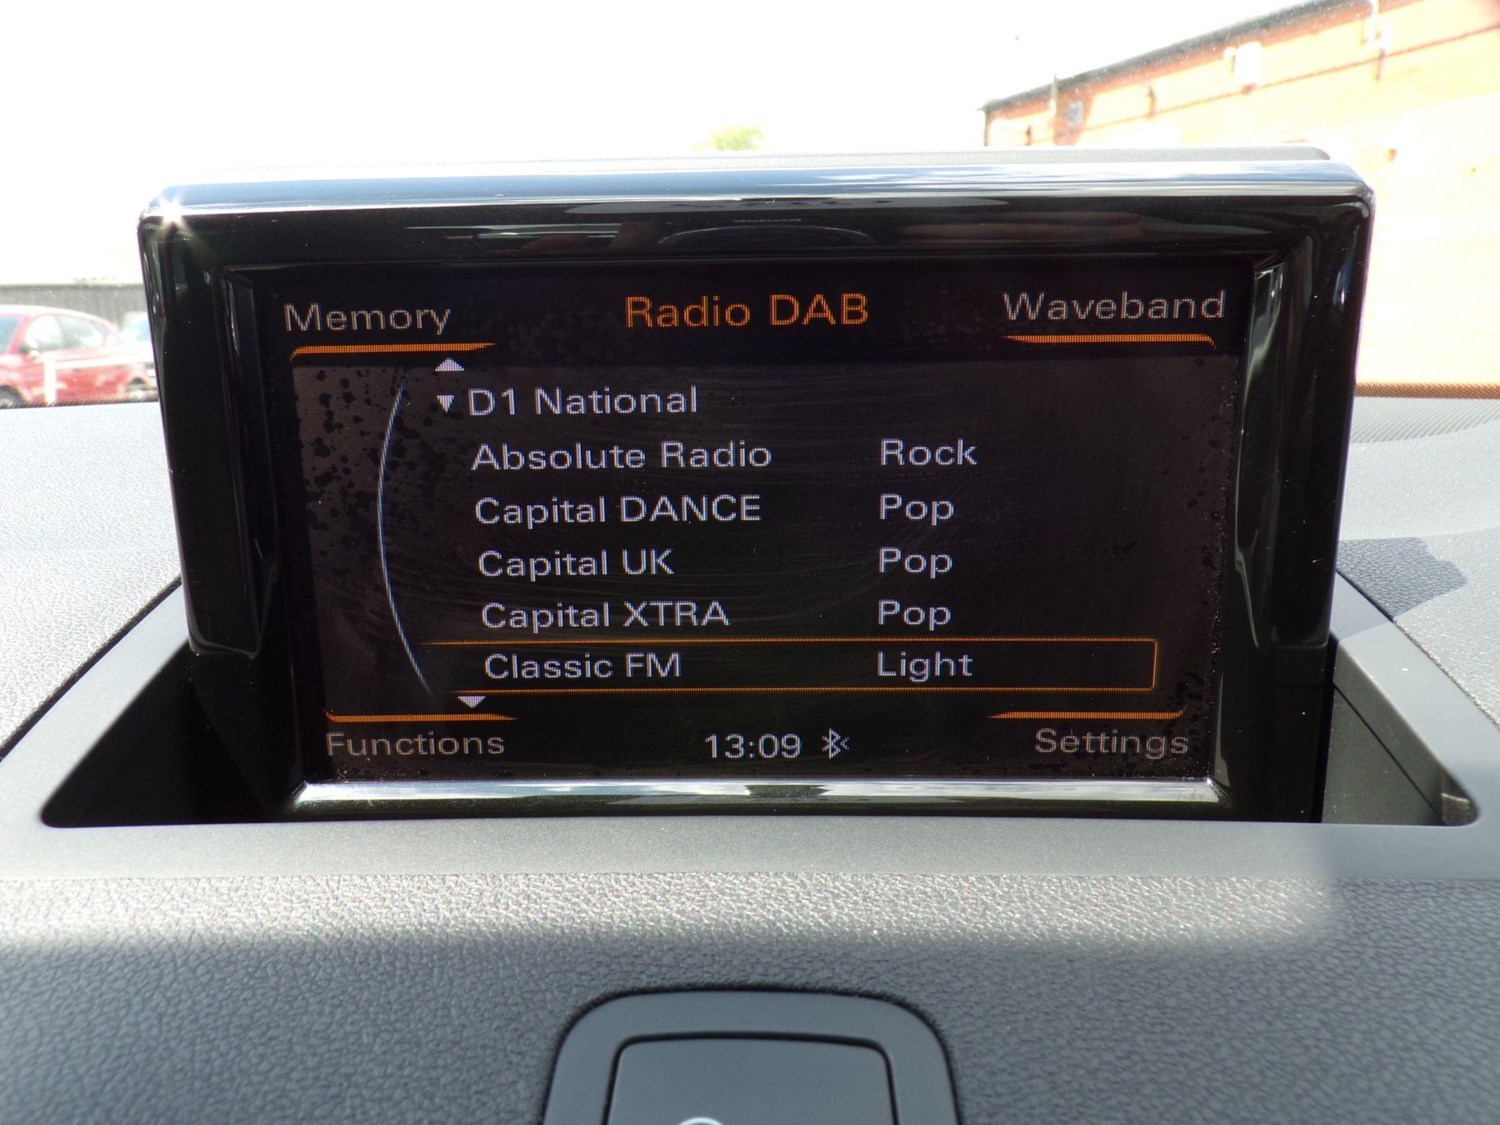 Memory Radio DAB Waveband
D1 National
Absolute Radio Rock
Capital DANCE Pop
Capital UK Pop
Capital XTRA Pop
Classic FM Light
Functions 13:09 Settings